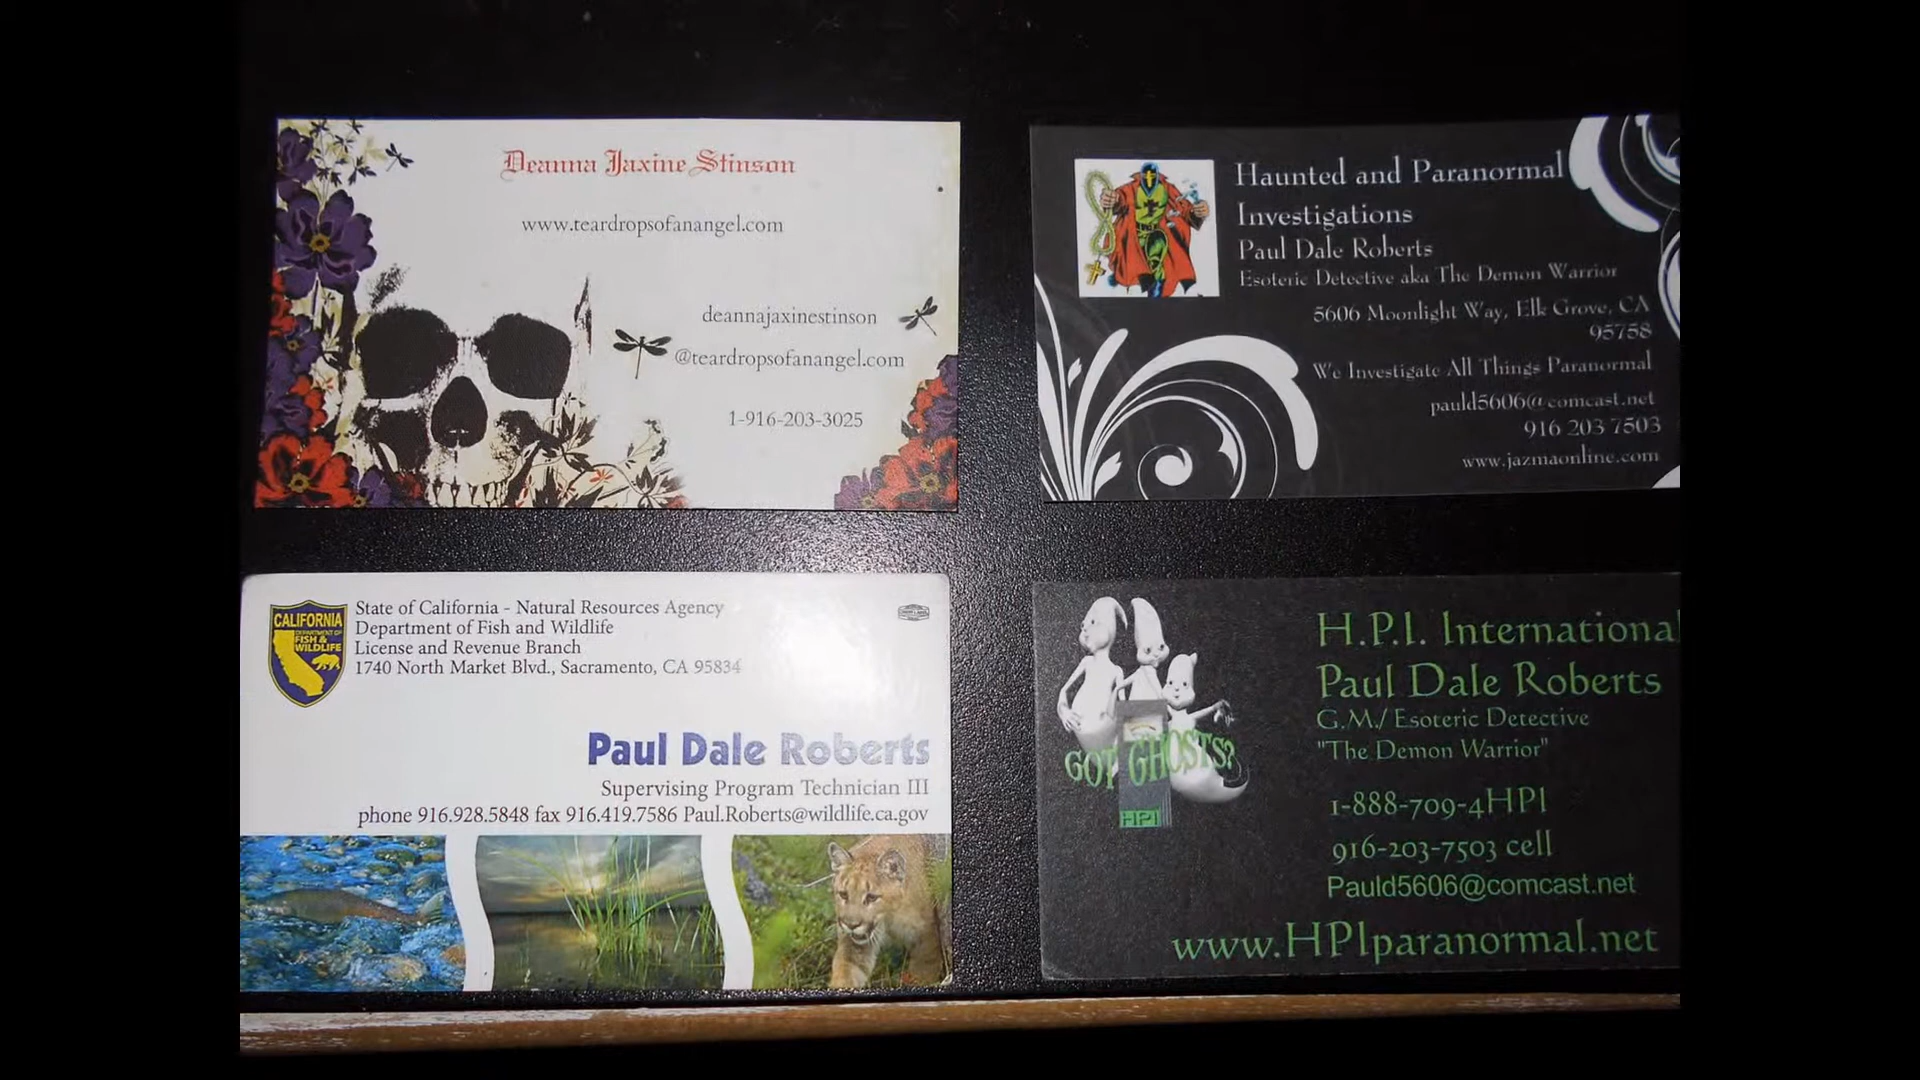 Deanna Jaxine Stinson
www.teardropsofanangel.com
deannajaxinestinson
@teardropsofanangel.com
1-916-203-3025
Haunted and Paranormal
Investigations
Paul Dale Roberts
Esoteric Detective aka The Demon Warrior
5606 Moonlight Way, Elk Grove, CA
95758
We Investigate All Things Paranormal
pauld5606@comcast.net
916 203 7503
www.jazmaonline.com
CALIFORNIA
DEPARTMENT OF
FISH &
WILDLIFE
State of California - Natural Resources Agency
Department of Fish and Wildlife
License and Revenue Branch
1740 North Market Blvd., Sacramento, CA 95834
Paul Dale Roberts
Supervising Program Technician III
phone 916.928.5848 fax 916.419.7586 Paul.Roberts@wildlife.ca.gov
GOT GHOSTS?
HPI
H.P.I. International
Paul Dale Roberts
G.M./ Esoteric Detective
"The Demon Warrior"
1-888-709-4HPI
916-203-7503 cell
Pauld5606@comcast.net
www.HPIparanormal.net